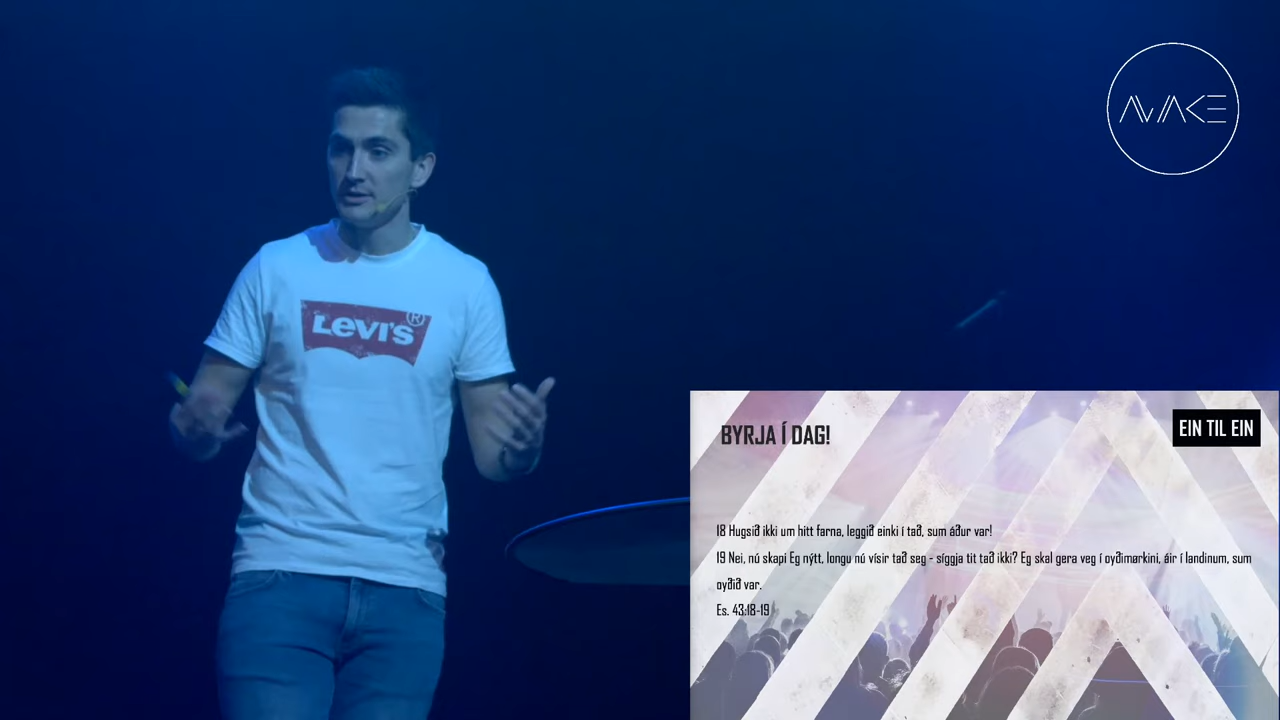 AWAKE
LEVI'S®
BYRJA Í DAG!
EIN TIL EIN
18 Hugsið ikki um hitt farna, leggið einki í tað, sum áður var!
19 Nei, nú skapi Eg nýtt, longu nú vísir tað seg - síggja tit tað ikki? Eg skal gera veg í oyðimørkini, áir í landinum, sum
oyðið var.
Es. 43:18-19